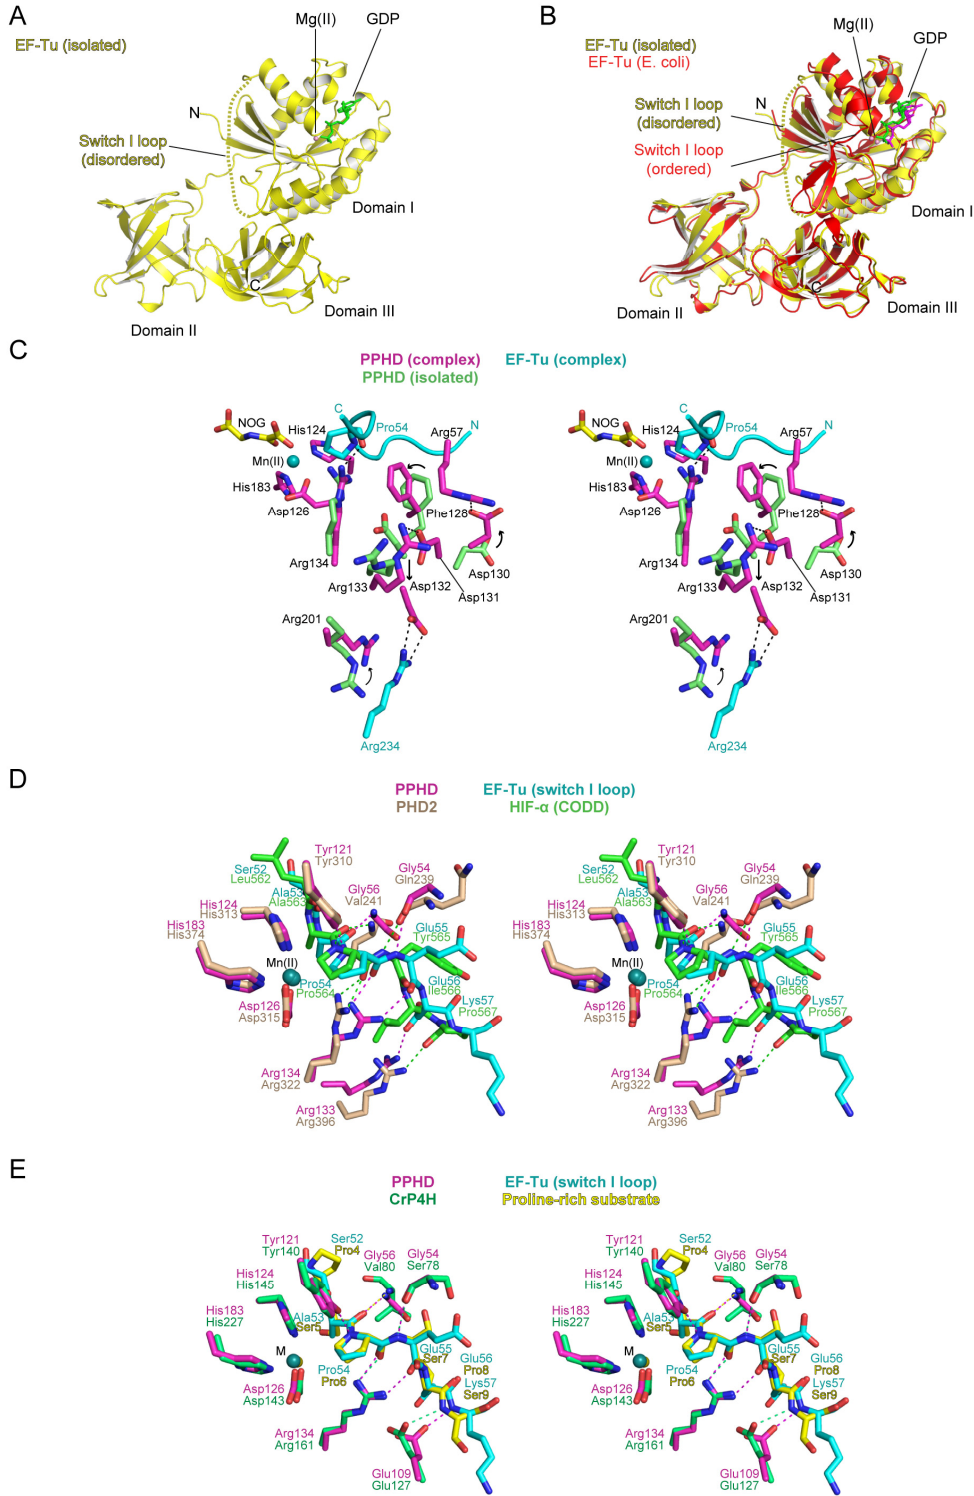 A
EF-Tu (isolated)
Mg(II)
GDP
N
Switch I loop
(disordered)
Domain I
C
Domain II
Domain III
B
EF-Tu (isolated)
EF-Tu (E. coli)
Mg(II)
GDP
N
Switch I loop
(disordered)
Switch I loop
(ordered)
Domain I
C
Domain II
Domain III
C
PPHD (complex) EF-Tu (complex)
PPHD (isolated)
NOG
His124
C
Pro54
Arg57
N
Mn(II)
His183
Asp126
Phe128
Arg134
Arg133
Asp132
Asp130
Asp131
Arg201
Arg234
NOG
His124
C
Pro54
Arg57
N
Mn(II)
His183
Asp126
Phe128
Arg134
Arg133
Asp132
Asp130
Asp131
Arg201
Arg234
D
PPHD EF-Tu (switch I loop)
PHD2 HIF-α (CODD)
Ser52
Leu562
Tyr121
Tyr310
Ala53
Ala563
Gly56
Val241
Gly54
Gln239
His124
His313
His183
His374
Mn(II)
Glu55
Tyr565
Pro54
Pro564
Glu56
Ile566
Asp126
Asp315
Lys57
Pro567
Arg134
Arg322
Arg133
Arg396
Ser52
Leu562
Tyr121
Tyr310
Ala53
Ala563
Gly56
Val241
Gly54
Gln239
His124
His313
His183
His374
Mn(II)
Glu55
Tyr565
Pro54
Pro564
Glu56
Ile566
Asp126
Asp315
Lys57
Pro567
Arg134
Arg322
Arg133
Arg396
E
PPHD EF-Tu (switch I loop)
CrP4H Proline-rich substrate
Tyr121
Tyr140
Ser52
Pro4
Gly56
Val80
Gly54
Ser78
His124
His145
His183
His227
Ala53
Ser5
M
Pro54
Pro6
Glu55
Ser7
Glu56
Pro8
Lys57
Ser9
Asp126
Asp143
Arg134
Arg161
Glu109
Glu127
Tyr121
Tyr140
Ser52
Pro4
Gly56
Val80
Gly54
Ser78
His124
His145
His183
His227
Ala53
Ser5
M
Pro54
Pro6
Glu55
Ser7
Glu56
Pro8
Lys57
Ser9
Asp126
Asp143
Arg134
Arg161
Glu109
Glu127